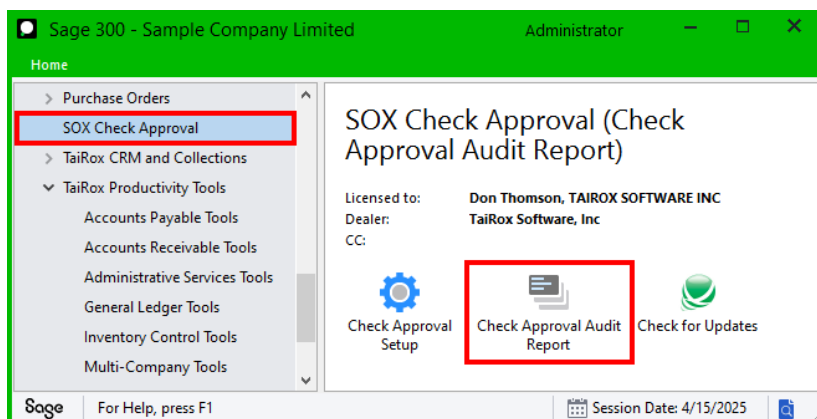 Sage 300 - Sample Company Limited
Administrator
Home
Purchase Orders
SOX Check Approval
TaiRox CRM and Collections
TaiRox Productivity Tools
Accounts Payable Tools
Accounts Receivable Tools
Administrative Services Tools
General Ledger Tools
Inventory Control Tools
Multi-Company Tools
SOX Check Approval (Check
Approval Audit Report)
Licensed to: Don Thomson, TAIROX SOFTWARE INC
Dealer: TaiRox Software, Inc
CC:
Check Approval
Setup
Check Approval Audit
Report
Check for Updates
Sage
For Help, press F1
Session Date: 4/15/2025